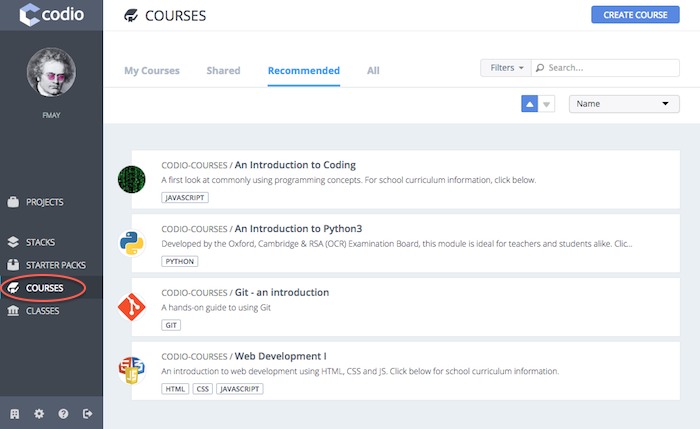 codio
COURSES
CREATE COURSE
FMAY
My Courses
Shared
Recommended
All
Filters
Search...
Name
PROJECTS
STACKS
STARTER PACKS
COURSES
CLASSES
CODIO-COURSES / An Introduction to Coding
A first look at commonly using programming concepts. For school curriculum information, click below.
JAVASCRIPT
CODIO-COURSES / An Introduction to Python3
Developed by the Oxford, Cambridge & RSA (OCR) Examination Board, this module is ideal for teachers and students alike. Clic...
PYTHON
CODIO-COURSES / Git - an introduction
A hands-on guide to using Git
GIT
CODIO-COURSES / Web Development I
An introduction to web development using HTML, CSS and JS. Click below for school curriculum information.
HTML CSS JAVASCRIPT